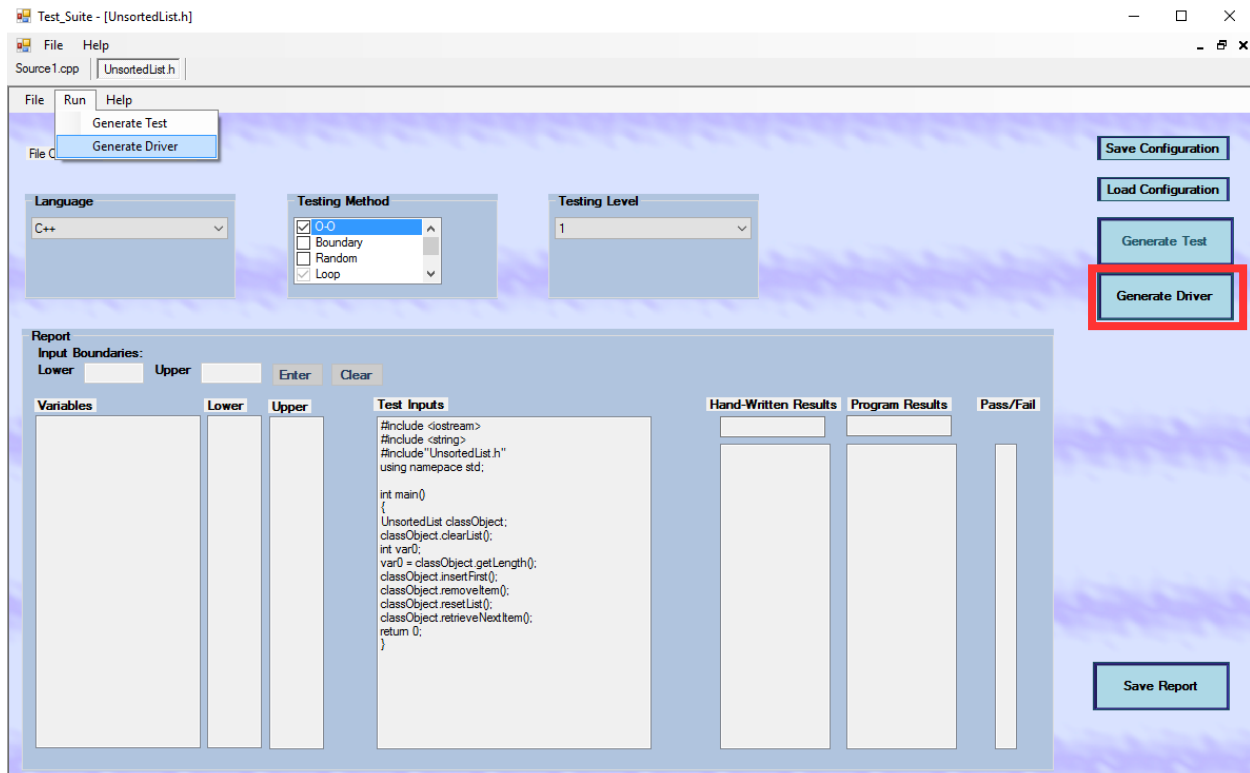 Test_Suite - [UnsortedList.h]
File Help
Source1.cpp UnsortedList.h
File Run Help
Generate Test
Generate Driver
File C
Save Configuration
Load Configuration
Generate Test
Generate Driver
Language
C++
Testing Method
O-O
Boundary
Random
Loop
Testing Level
1
Report
Input Boundaries:
Lower Upper Enter Clear
Variables Lower Upper Test Inputs Hand-Written Results Program Results Pass/Fail
#include <iostream>
#include <string>
#include"UnsortedList.h"
using namepace std;
int main()
{
UnsortedList classObject;
classObject.clearList();
int var0;
var0 = classObject.getLength();
classObject.insertFirst();
classObject.removeItem();
classObject.resetList();
classObject.retrieveNextItem();
return 0;
}
Save Report